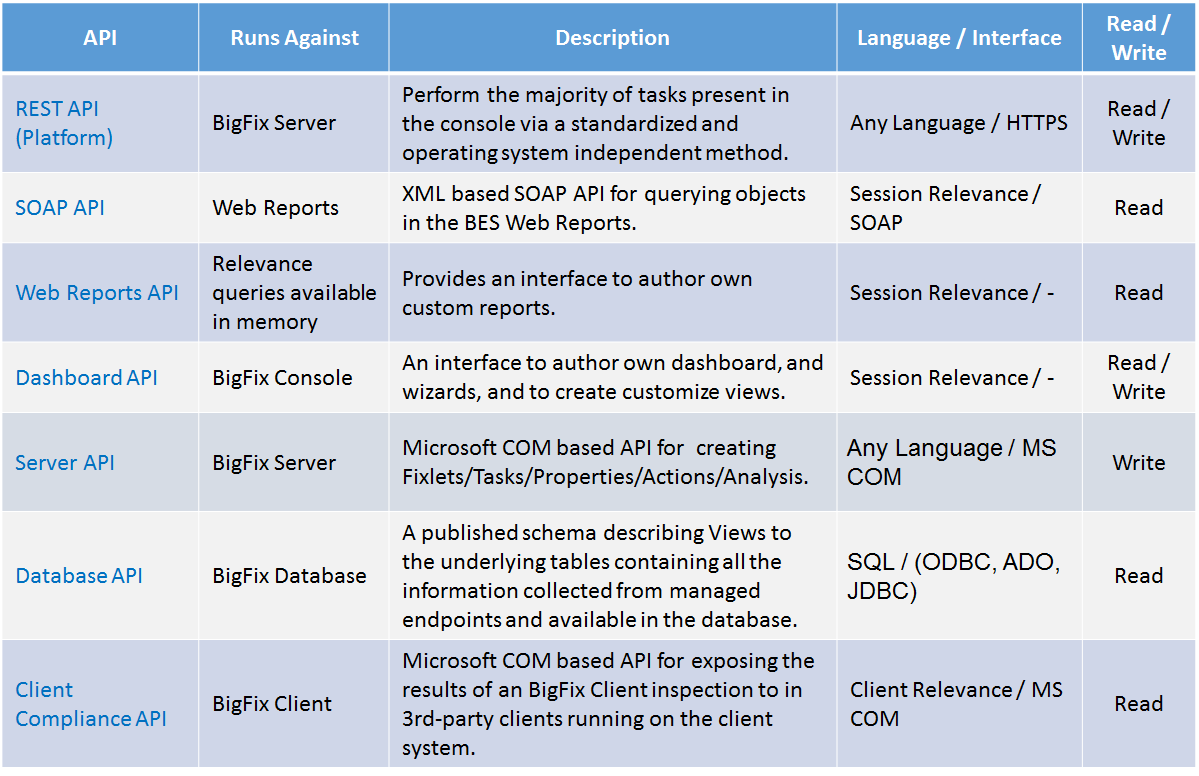 API
Runs Against
Description
Language / Interface
Read /
Write
REST API
(Platform)
BigFix Server
Perform the majority of tasks present in
the console via a standardized and
operating system independent method.
Any Language / HTTPS
Read /
Write
SOAP API
Web Reports
XML based SOAP API for querying objects
in the BES Web Reports.
Session Relevance /
SOAP
Read
Web Reports API
Relevance
queries available
in memory
Provides an interface to author own
custom reports.
Session Relevance / -
Read
Dashboard API
BigFix Console
An interface to author own dashboard, and
wizards, and to create customize views.
Session Relevance / -
Read /
Write
Server API
BigFix Server
Microsoft COM based API for creating
Fixlets/Tasks/Properties/Actions/Analysis.
Any Language / MS
COM
Write
Database API
BigFix Database
A published schema describing Views to
the underlying tables containing all the
information collected from managed
endpoints and available in the database.
SQL / (ODBC, ADO,
JDBC)
Read
Client
Compliance API
BigFix Client
Microsoft COM based API for exposing the
results of an BigFix Client inspection to in
3rd-party clients running on the client
system.
Client Relevance / MS
COM
Read